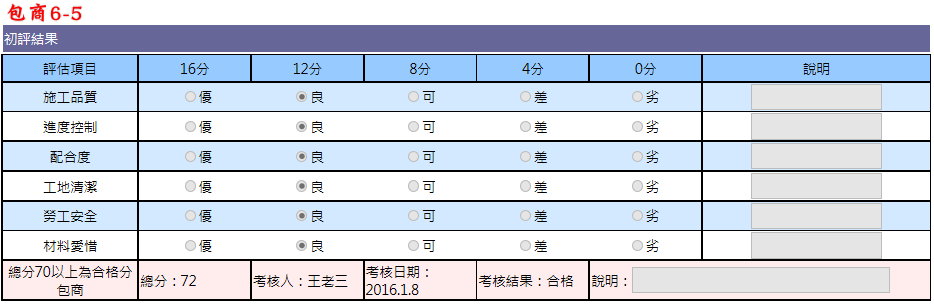 包商6-5
初評結果
評估項目 16分 12分 8分 4分 0分 說明
施工品質 優 良 可 差 劣
進度控制 優 良 可 差 劣
配合度 優 良 可 差 劣
工地清潔 優 良 可 差 劣
勞工安全 優 良 可 差 劣
材料愛惜 優 良 可 差 劣
總分70以上為合格分
包商
總分：72
考核人：王老三
考核日期：
2016.1.8
考核結果：合格
說明：